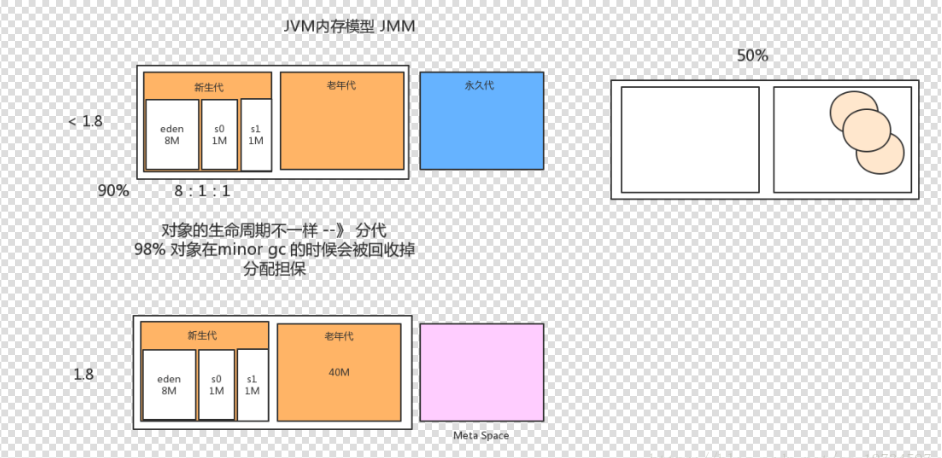 JVM内存模型 JMM
50%
新生代
老年代
永久代
< 1.8
eden
8M
s0
1M
s1
1M
90%
8 : 1 : 1
对象的生命周期不一样 --》 分代
98% 对象在minor gc 的时候会被回收掉
分配担保
新生代
老年代
1.8
eden
8M
s0
1M
s1
1M
40M
Meta Space